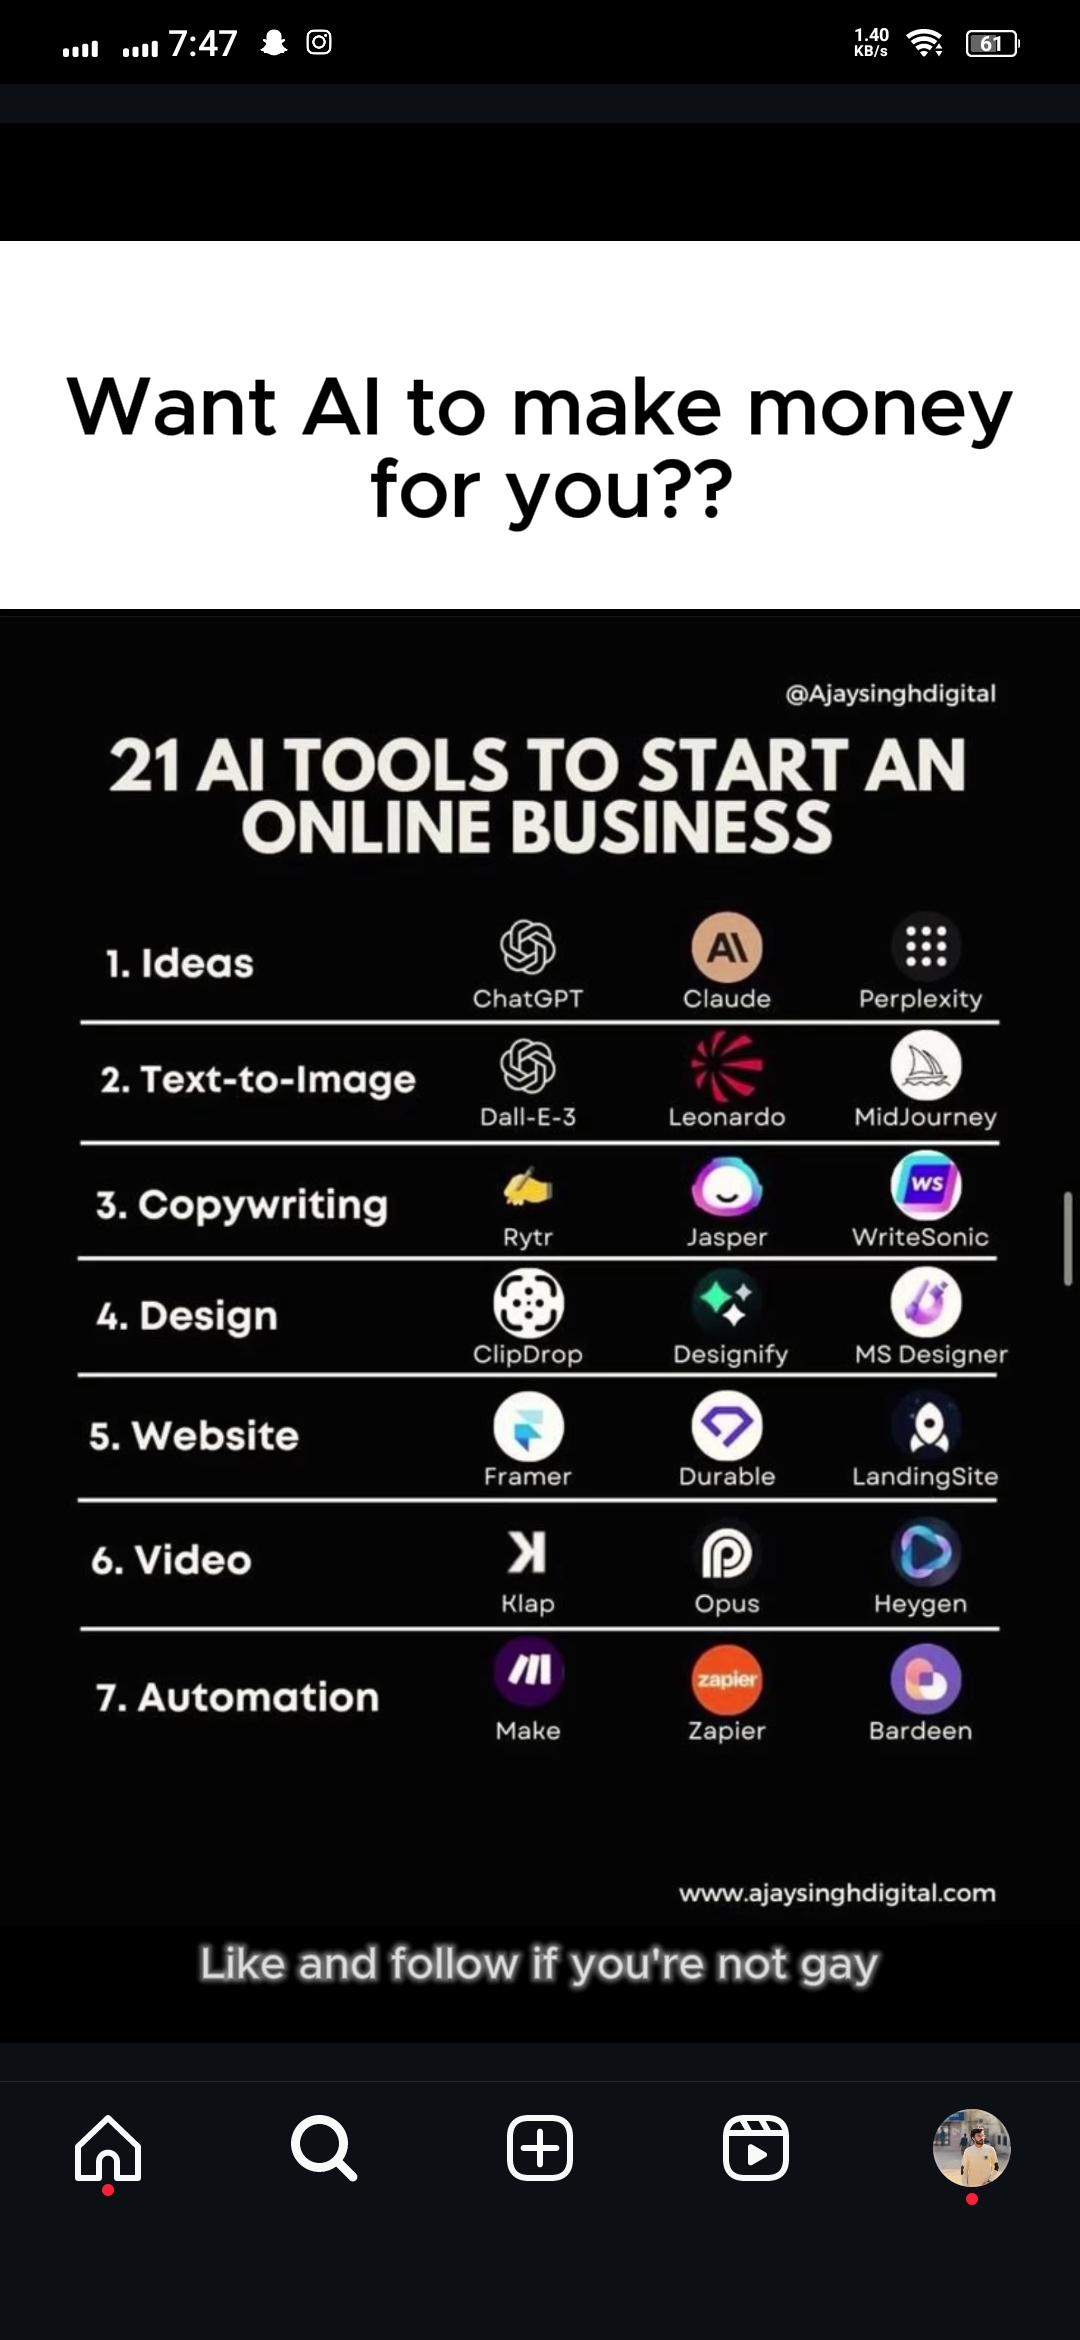 7:47
1.40
KB/s
61
Want AI to make money
for you??
@Ajaysinghdigital
21 AI TOOLS TO START AN
ONLINE BUSINESS
1. Ideas
ChatGPT
Claude
Perplexity
2. Text-to-Image
Dall-E-3
Leonardo
MidJourney
3. Copywriting
Rytr
Jasper
WS
WriteSonic
4. Design
ClipDrop
Designify
MS Designer
5. Website
Framer
Durable
LandingSite
6. Video
Klap
Opus
Heygen
7. Automation
Make
zapier
Zapier
Bardeen
www.ajaysinghdigital.com
Like and follow if you're not gay